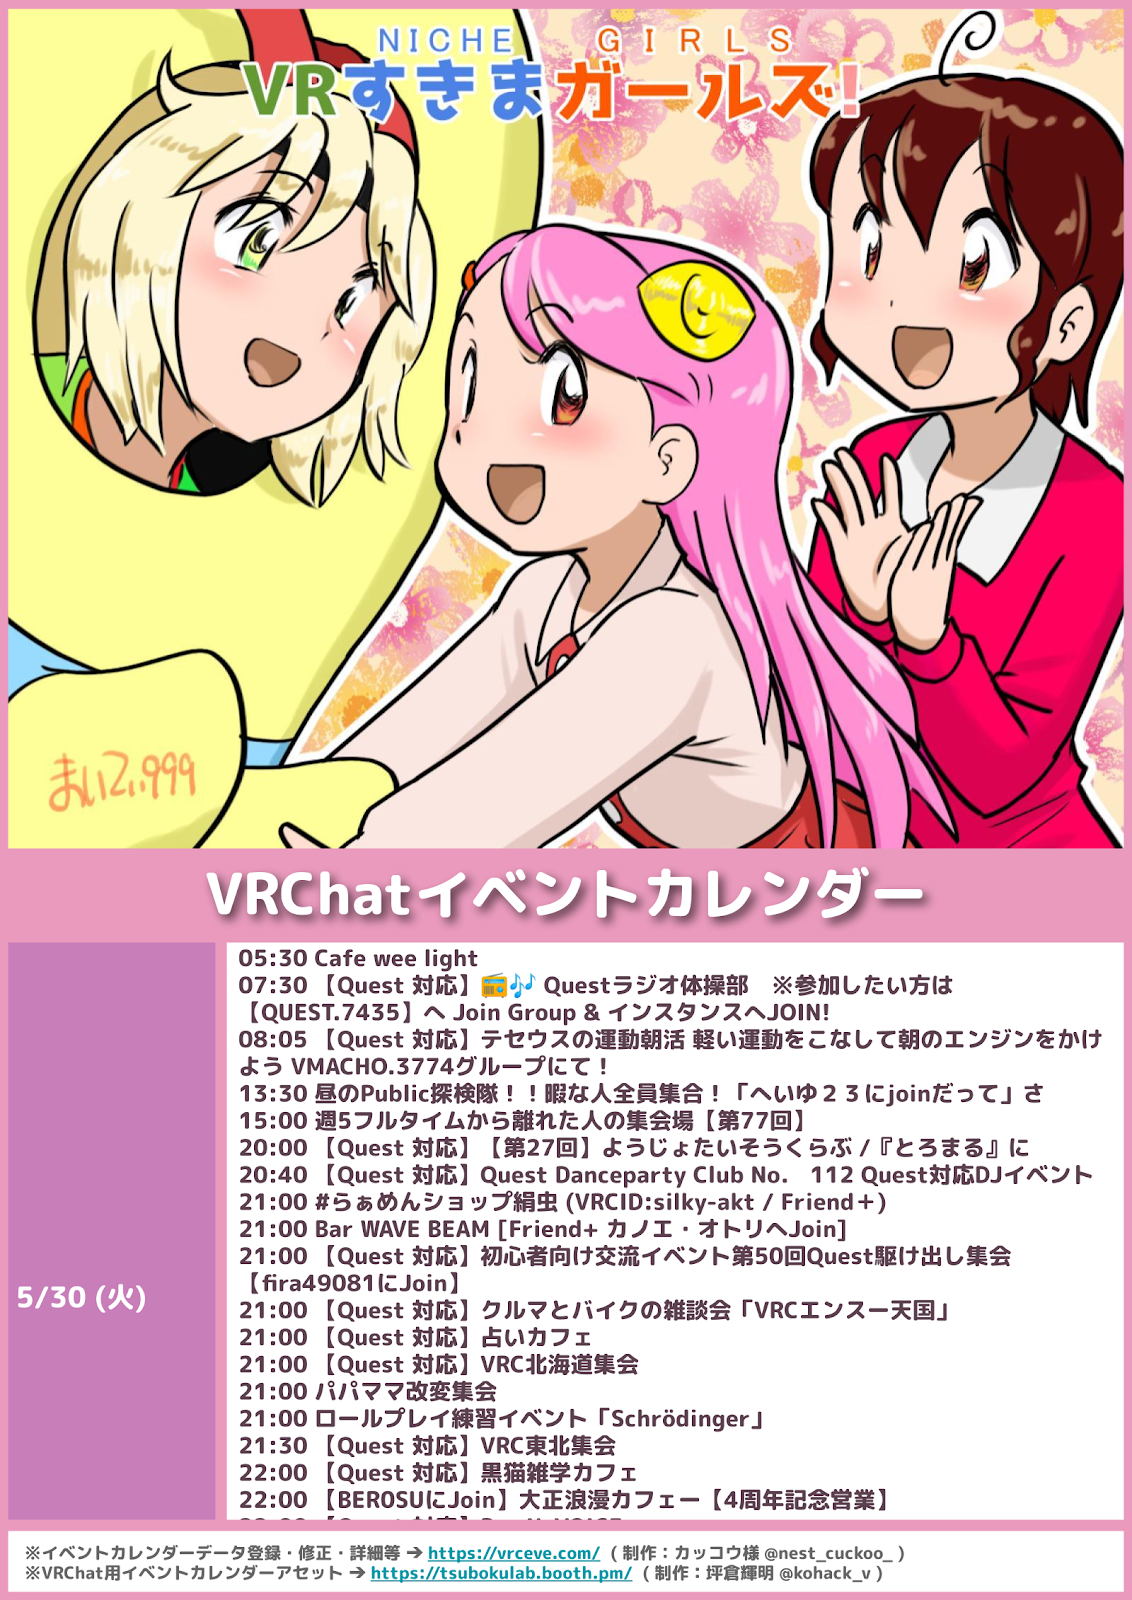 NICHE GIRLS
VRすきまガールズ!
まいてぃ999
VRChatイベントカレンダー
5/30 (火)
05:30 Cafe wee light
07:30 【Quest 対応】📻🎶 Questラジオ体操部　※参加したい方は
【QUEST.7435】へ Join Group & インスタンスへJOIN!
08:05 【Quest 対応】テセウスの運動朝活 軽い運動をこなして朝のエンジンをかけ
よう VMACHO.3774グループにて！
13:30 昼のPublic探検隊！！暇な人全員集合！「へいゆ２３にjoinだって」さ
15:00 週5フルタイムから離れた人の集会場【第77回】
20:00 【Quest 対応】【第27回】ようじょたいそうくらぶ /『とろまる』に
20:40 【Quest 対応】Quest Danceparty Club No.　112 Quest対応DJイベント
21:00 #らぁめんショップ絹虫 (VRCID:silky-akt / Friend＋)
21:00 Bar WAVE BEAM [Friend+ カノエ・オトリへJoin]
21:00 【Quest 対応】初心者向け交流イベント第50回Quest駆け出し集会
【fira49081にJoin】
21:00 【Quest 対応】クルマとバイクの雑談会「VRCエンスー天国」
21:00 【Quest 対応】占いカフェ
21:00 【Quest 対応】VRC北海道集会
21:00 パパママ改変集会
21:00 ロールプレイ練習イベント「Schrödinger」
21:30 【Quest 対応】VRC東北集会
22:00 【Quest 対応】黒猫雑学カフェ
22:00 【BEROSUにJoin】大正浪漫カフェー【4周年記念営業】
※イベントカレンダーデータ登録・修正・詳細等 ➔ https://vrceve.com/ ( 制作：カッコウ様 @nest_cuckoo_ )
※VRChat用イベントカレンダーアセット ➔ https://tsubokulab.booth.pm/ ( 制作：坪倉輝明 @kohack_v )